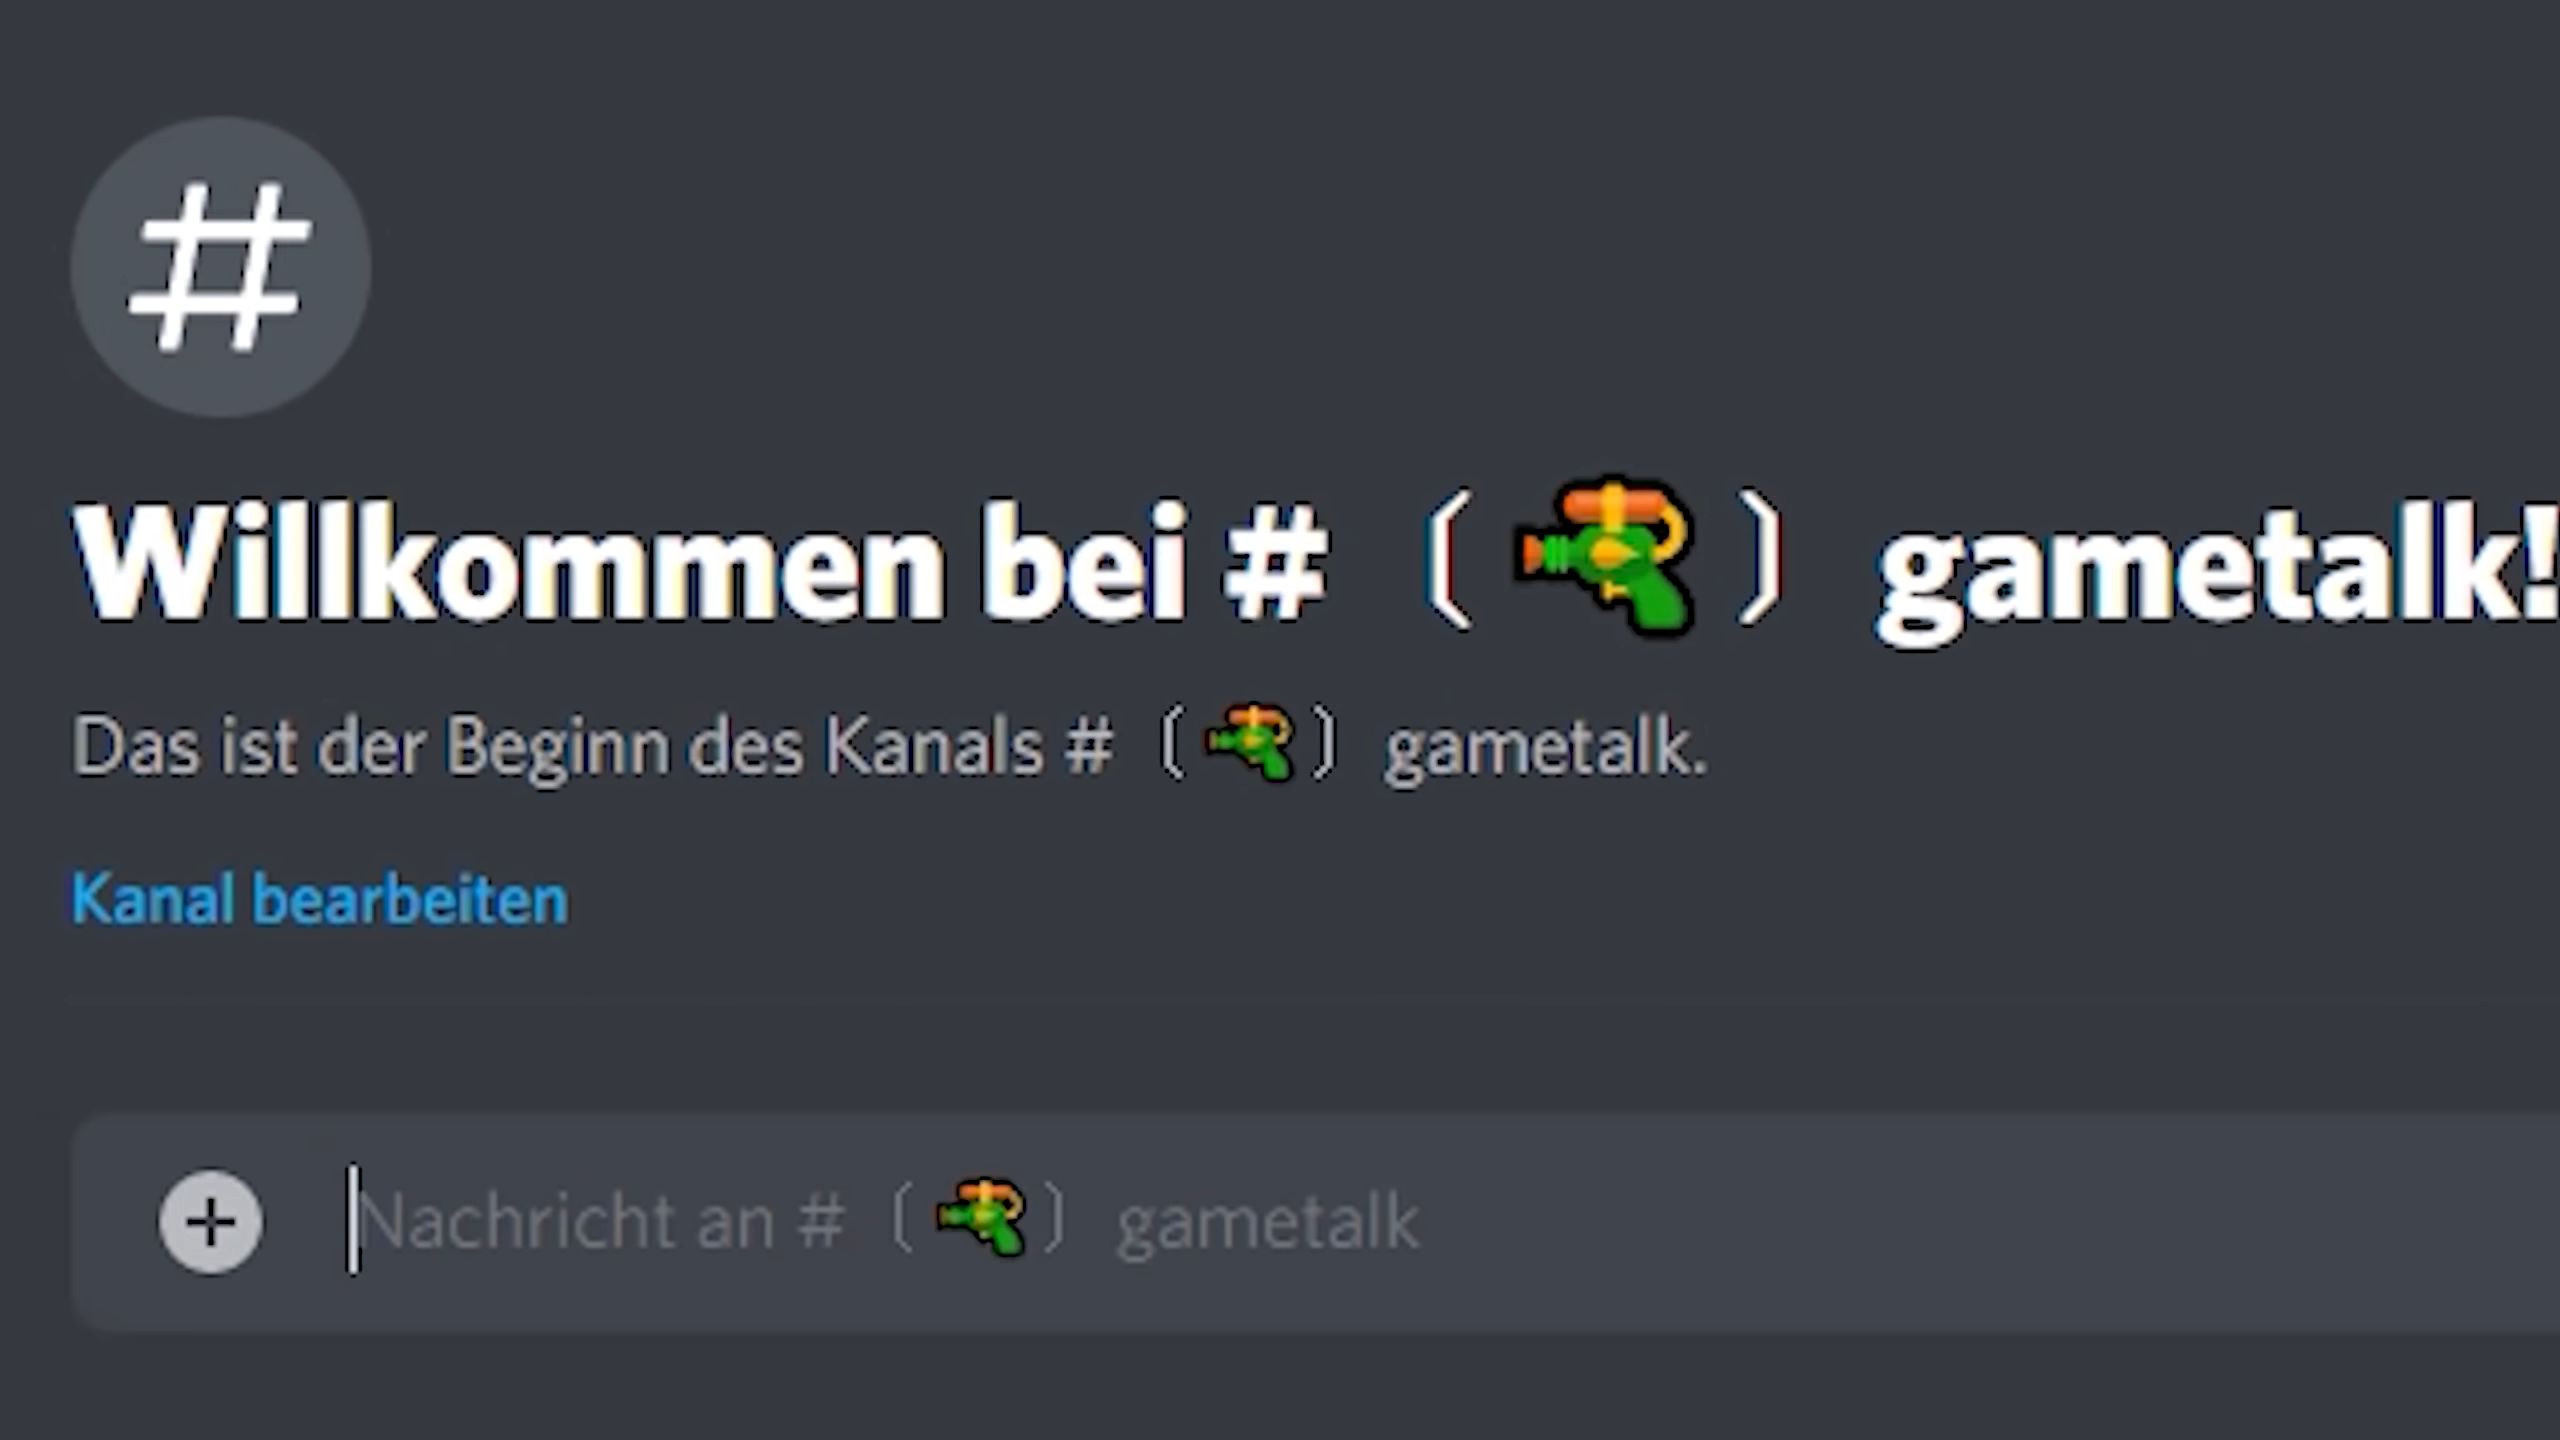 #
Willkommen bei # 〔🔫〕 gametalk!
Das ist der Beginn des Kanals # 〔🔫〕 gametalk.
Kanal bearbeiten
Nachricht an # 〔🔫〕 gametalk